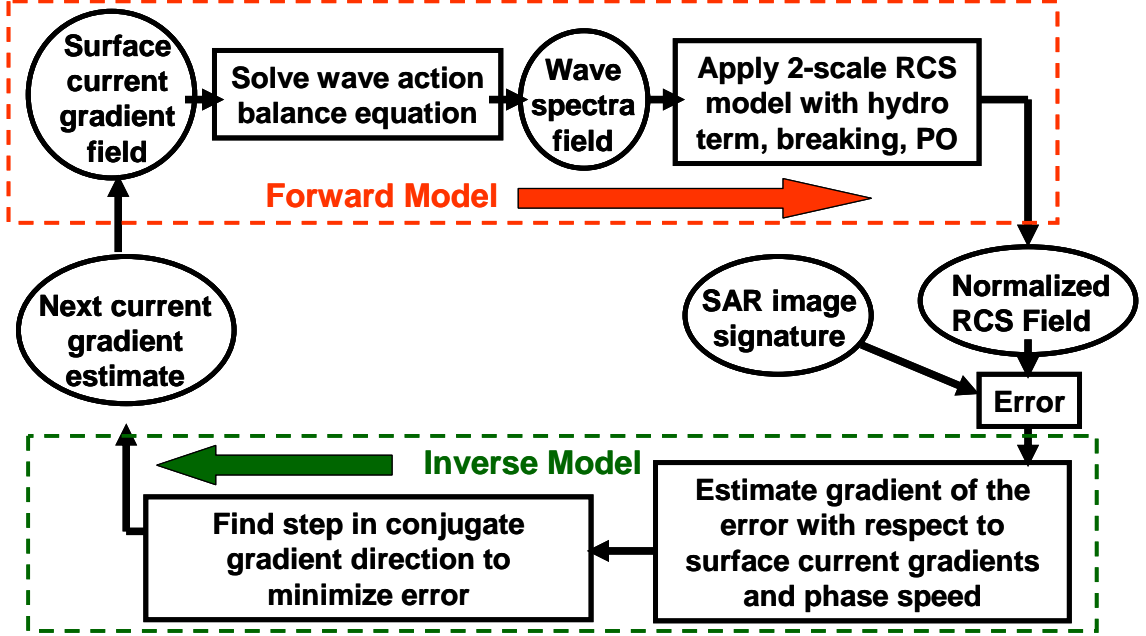 Surface
current
gradient
field
Solve wave action
balance equation
Wave
spectra
field
Apply 2-scale RCS
model with hydro
term, breaking, PO
Forward Model
Next current
gradient
estimate
SAR image
signature
Normalized
RCS Field
Error
Inverse Model
Estimate gradient of the
error with respect to
surface current gradients
and phase speed
Find step in conjugate
gradient direction to
minimize error